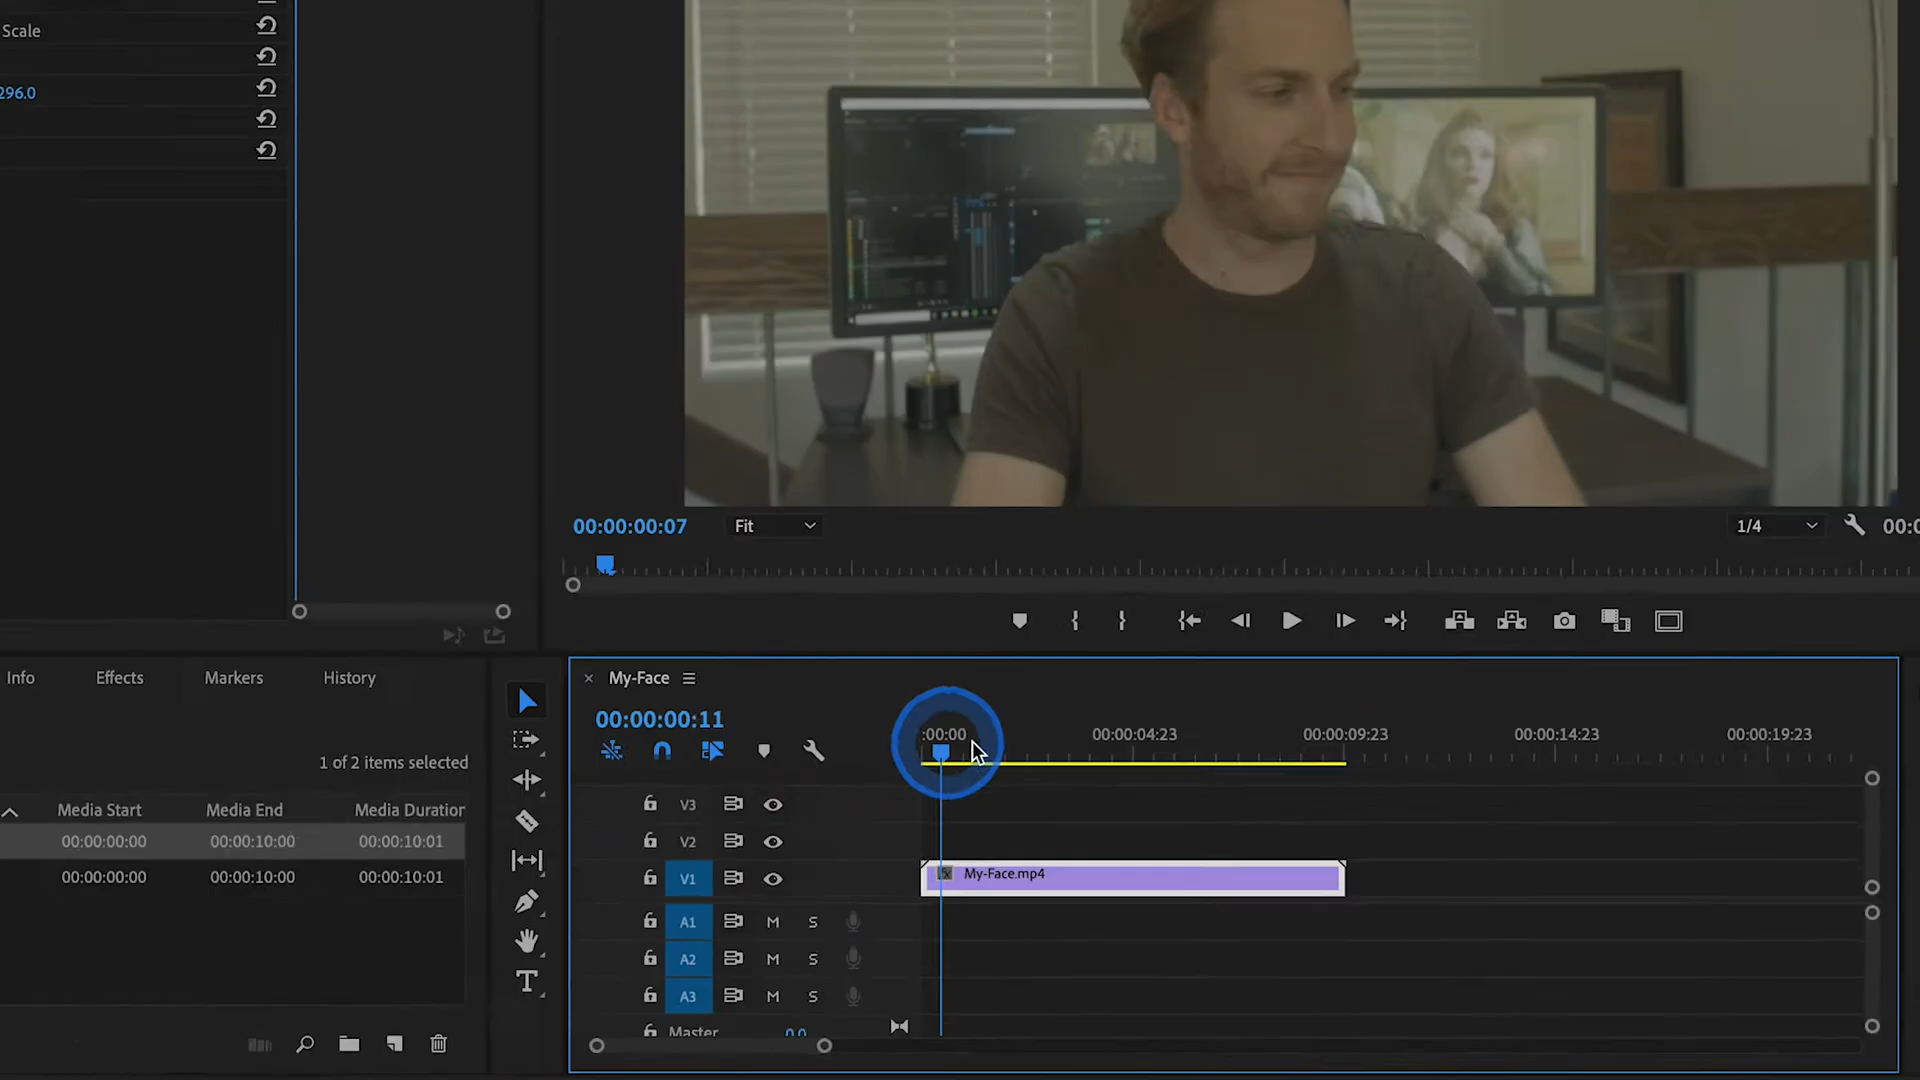 Scale
296.0
00:00:00:07
Fit
1/4
00:0
Info
Effects
Markers
History
1 of 2 items selected
Media Start
Media End
Media Duration
00:00:00:00
00:00:10:00
00:00:10:01
00:00:00:00
00:00:10:00
00:00:10:01
× My-Face
00:00:00:11
:00:00
00:00:04:23
00:00:09:23
00:00:14:23
00:00:19:23
V3
V2
V1
fx My-Face.mp4
A1 M S
A2 M S
A3 M S
Master 0.0